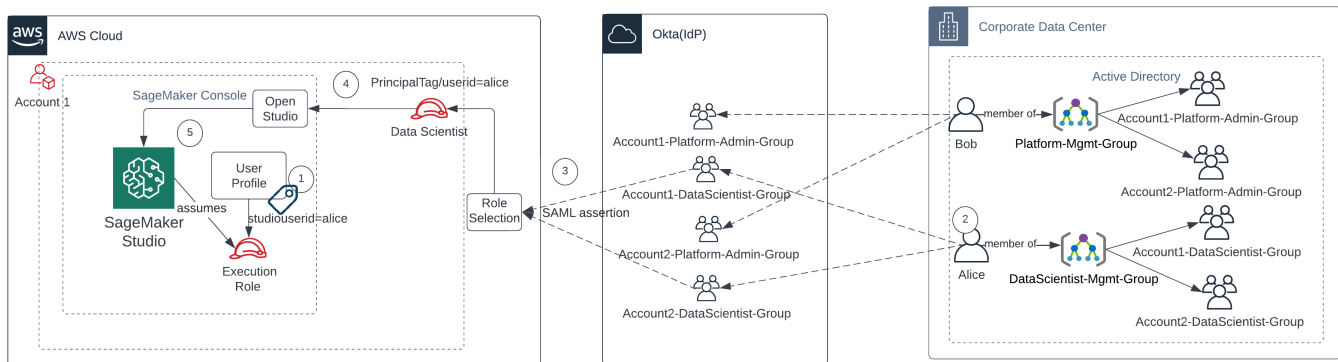 aws
AWS Cloud
Account 1
SageMaker Console
4
PrincipalTag/userid=alice
Open
Studio
Data Scientist
5
User
Profile
1
studiouserid=alice
assumes
SageMaker
Studio
Execution
Role
Role
Selection
3
SAML assertion
Okta(IdP)
Account1-Platform-Admin-Group
Account1-DataScientist-Group
Account2-Platform-Admin-Group
Account2-DataScientist-Group
Corporate Data Center
Active Directory
Bob
member of
Platform-Mgmt-Group
Account1-Platform-Admin-Group
Account2-Platform-Admin-Group
2
Alice
member of
DataScientist-Mgmt-Group
Account1-DataScientist-Group
Account2-DataScientist-Group